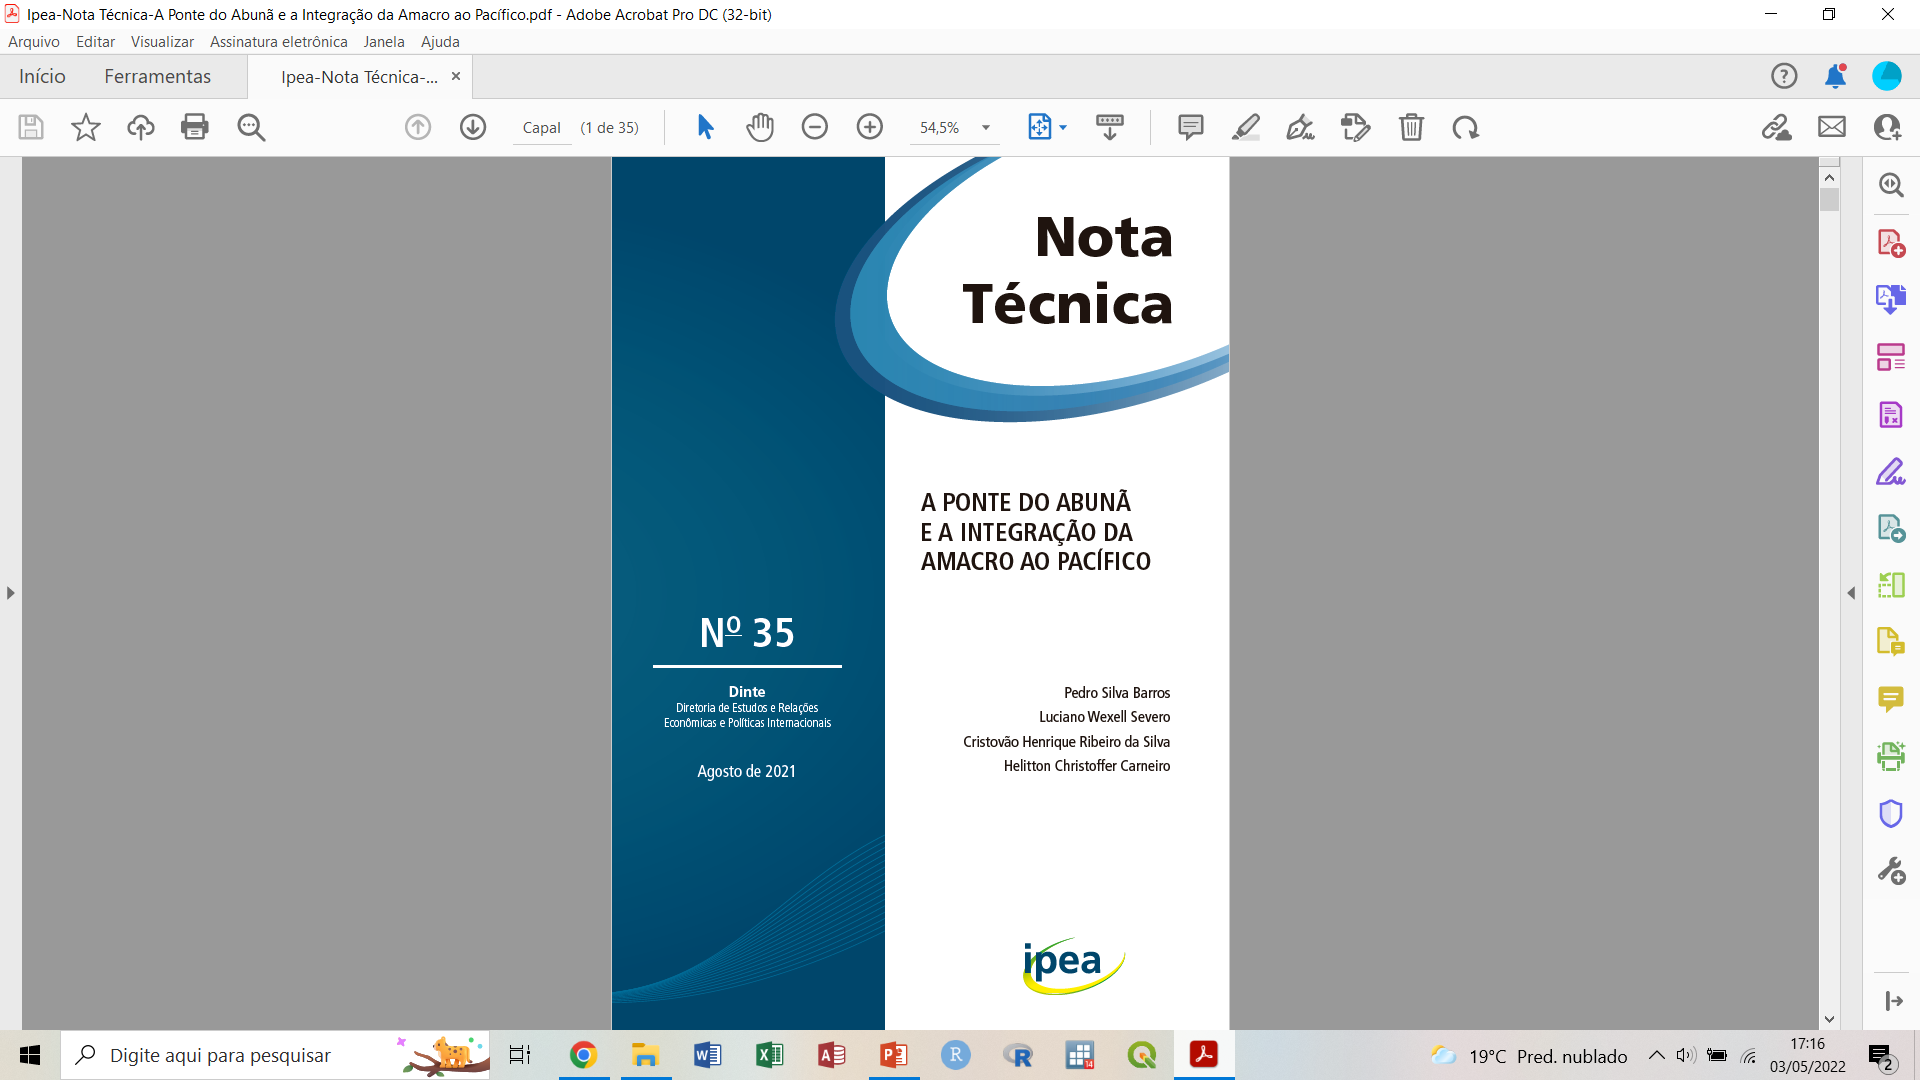 Ipea-Nota Técnica-A Ponte do Abunã e a Integração da Amacro ao Pacífico.pdf - Adobe Acrobat Pro DC (32-bit)
Arquivo Editar Visualizar Assinatura eletrônica Janela Ajuda
Início Ferramentas Ipea-Nota Técnica-... ×
Capal (1 de 35) 54,5%
Nota
Técnica
A PONTE DO ABUNÃ
E A INTEGRAÇÃO DA
AMACRO AO PACÍFICO
Nº 35
Dinte
Diretoria de Estudos e Relações
Econômicas e Políticas Internacionais
Agosto de 2021
Pedro Silva Barros
Luciano Wexell Severo
Cristovão Henrique Ribeiro da Silva
Helitton Christoffer Carneiro
ipea
Digite aqui para pesquisar
14
19°C Pred. nublado
17:16
03/05/2022
2